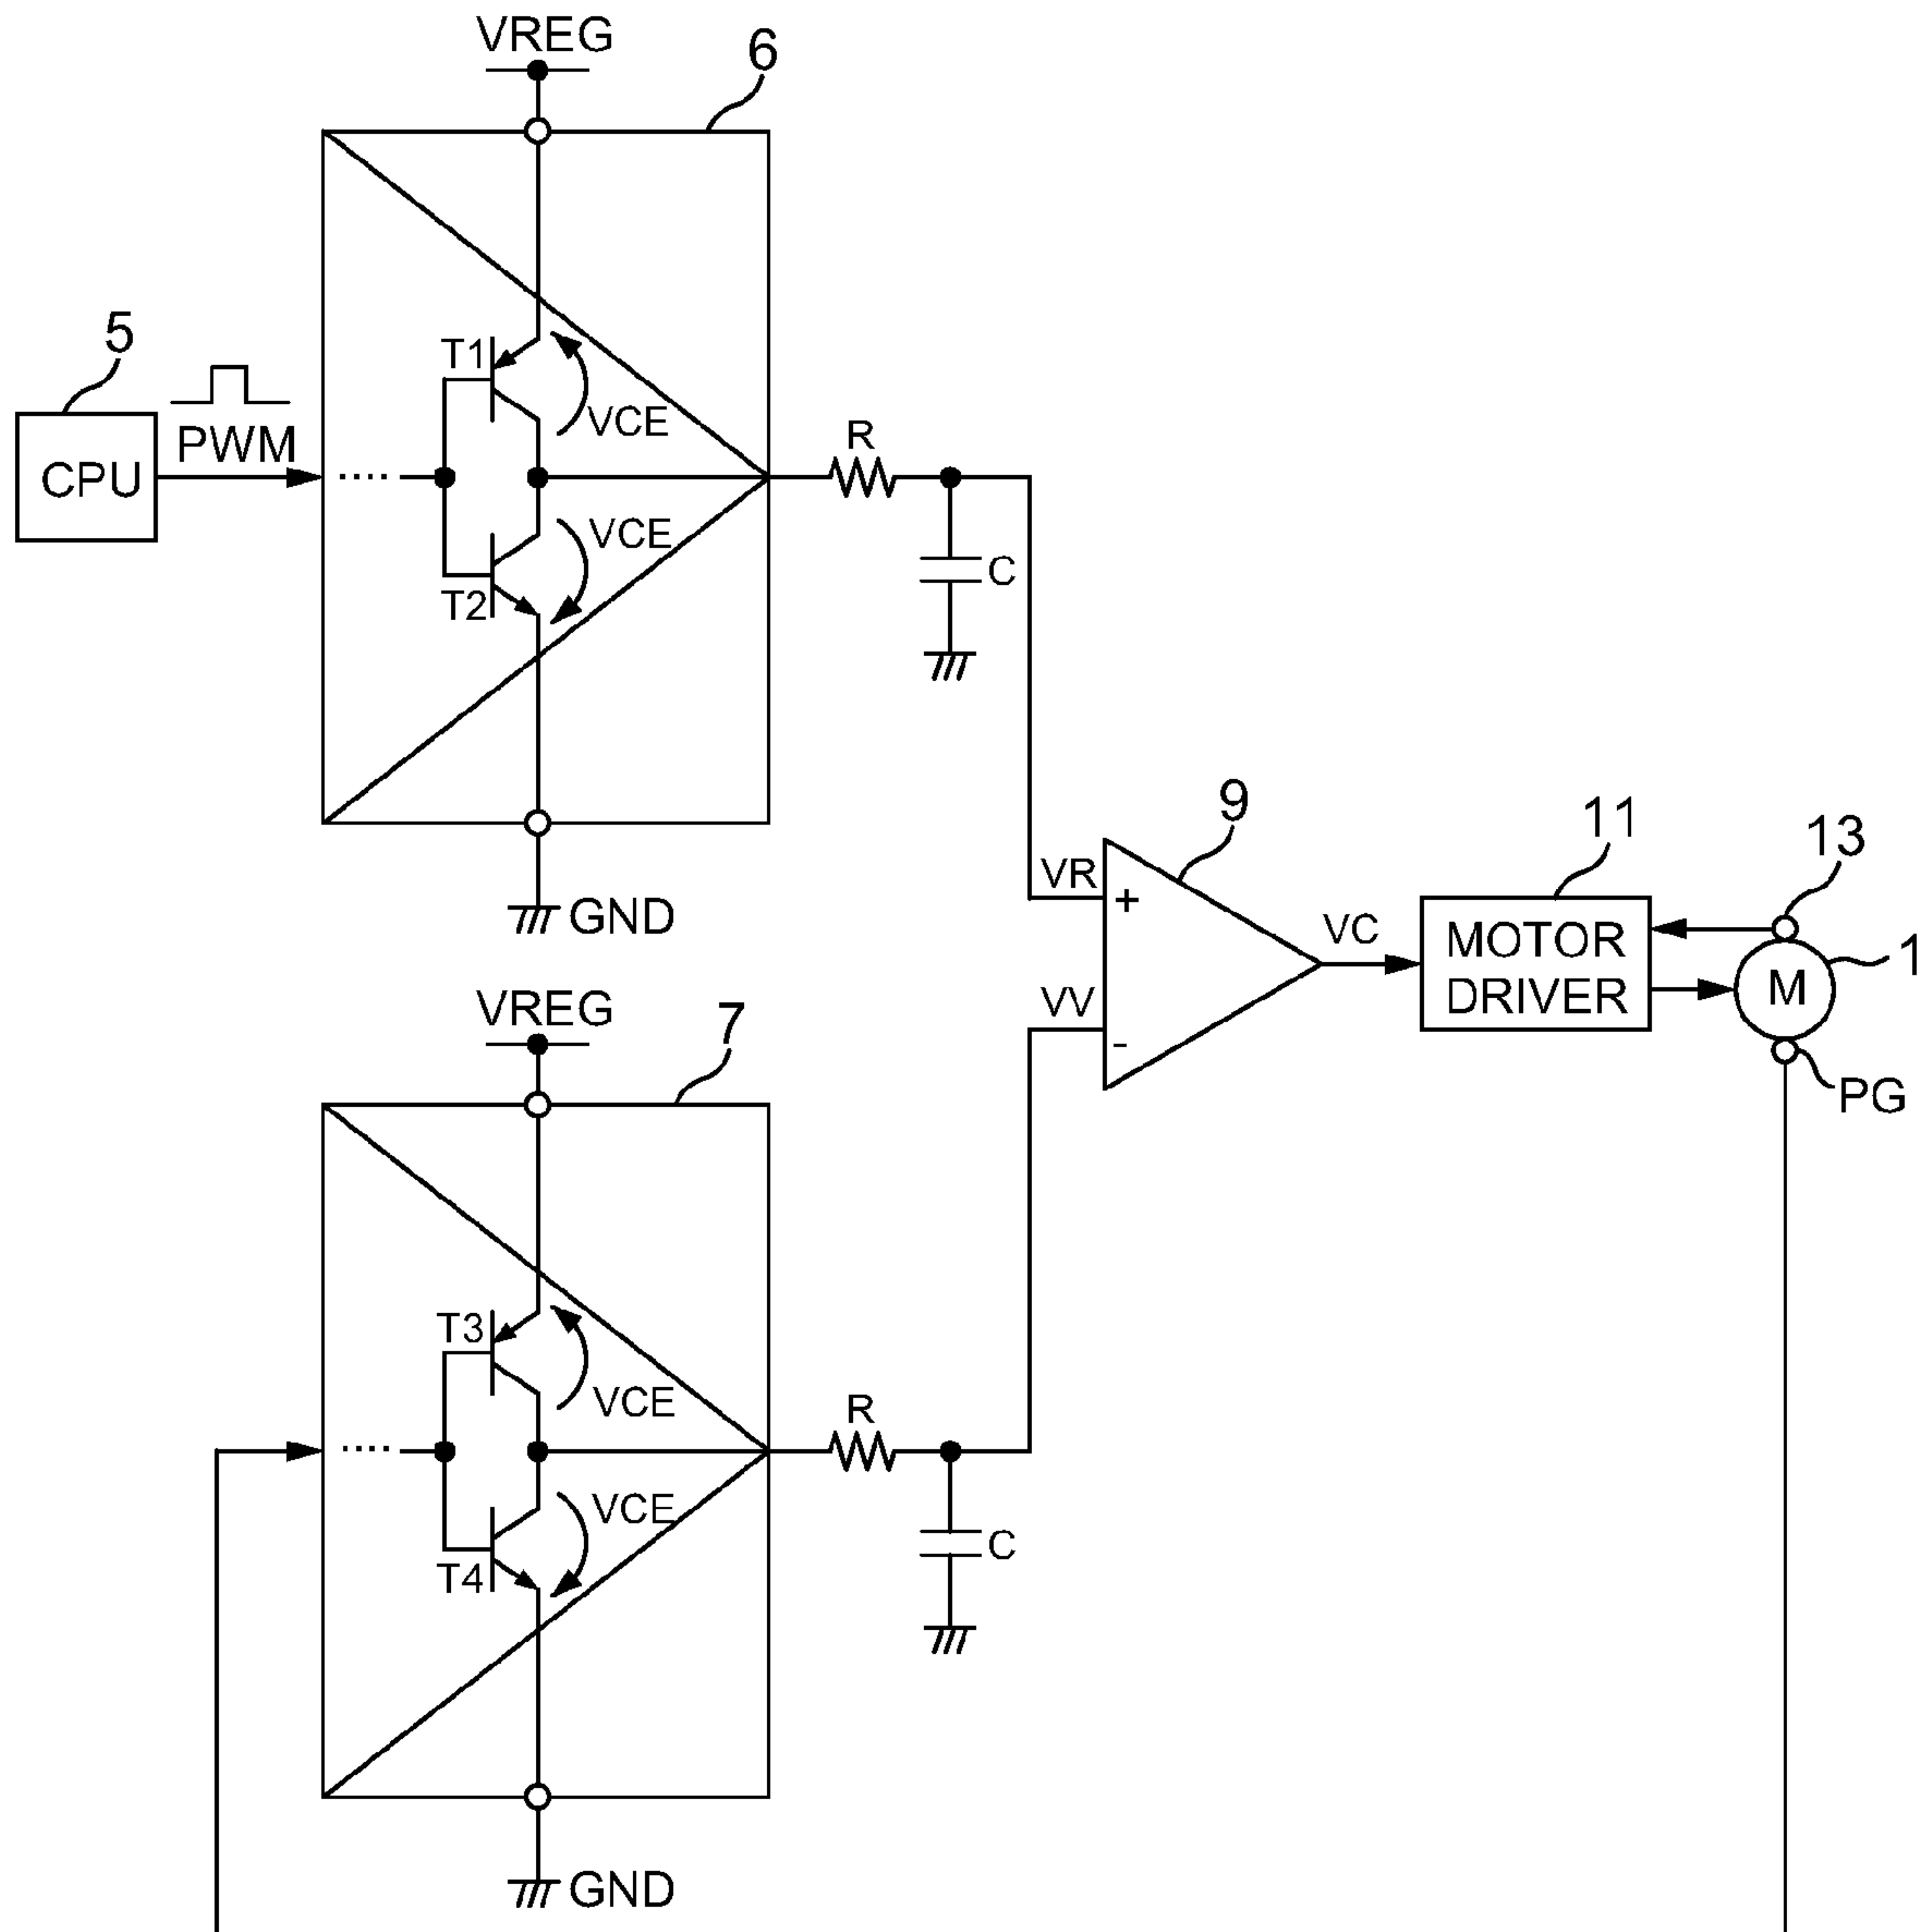 VREG
6
5
T1
VCE
PWM
CPU
R
VCE
T2
C
GND
9
11
13
VR
+
VC
MOTOR
DRIVER
M
1
VV
-
PG
VREG
7
T3
VCE
R
VCE
T4
C
GND